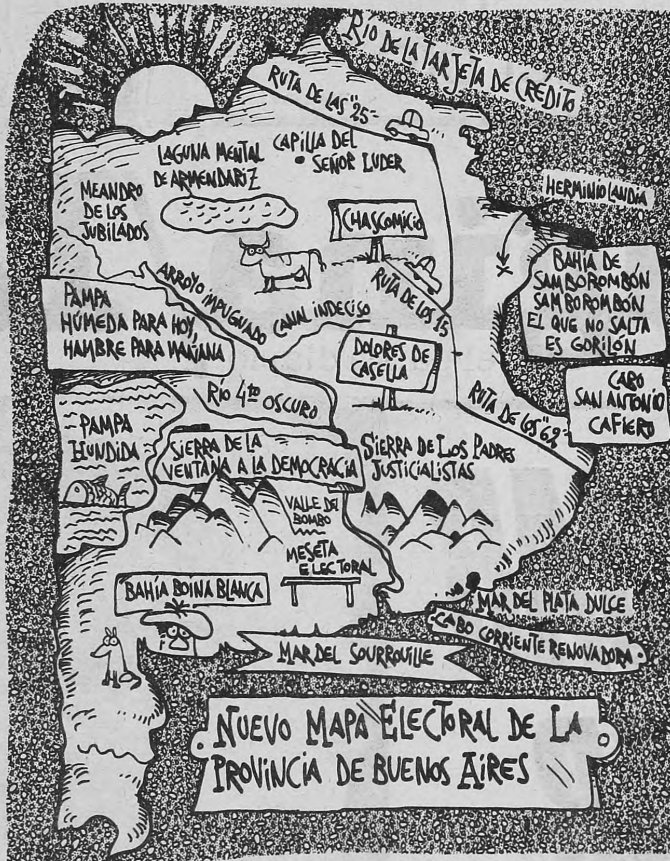 RÍO DE LA TARJETA DE CRÉDITO
RUTA DE LAS "25"
LAGUNA MENTAL
DE ARMENDARIZ
CAPILLA DEL
SEÑOR LUDER
MEANDRO
DE LOS
JUBILADOS
HERMINIOLANDIA
CHASCOMICIO
BAHÍA DE
SAMBOROMBÓN
SAMBOROMBÓN
EL QUE NO SALTA
ES GORILÓN
ARROYO IMPUGNADO
CANAL INDECISO
RUTA DE LOS 15
PAMPA
HÚMEDA PARA HOY,
HAMBRE PARA MAÑANA
DOLORES DE
CASELLA
CABO
SAN ANTONIO
CAFIERO
RÍO 4to OSCURO
RUTA DE LOS "62"
PAMPA
HUNDIDA
SIERRA DE LA
VENTANA A LA DEMOCRACIA
SIERRA DE LOS PADRES
JUSTICIALISTAS
VALLE DEL
BOMBO
MESETA
ELECTORAL
BAHÍA BOINA BLANCA
MAR DEL PLATA DULCE
CABO CORRIENTE RENOVADORA
MAR DEL SOURROUILLE
NUEVO MAPA ELECTORAL DE LA
PROVINCIA DE BUENOS AIRES